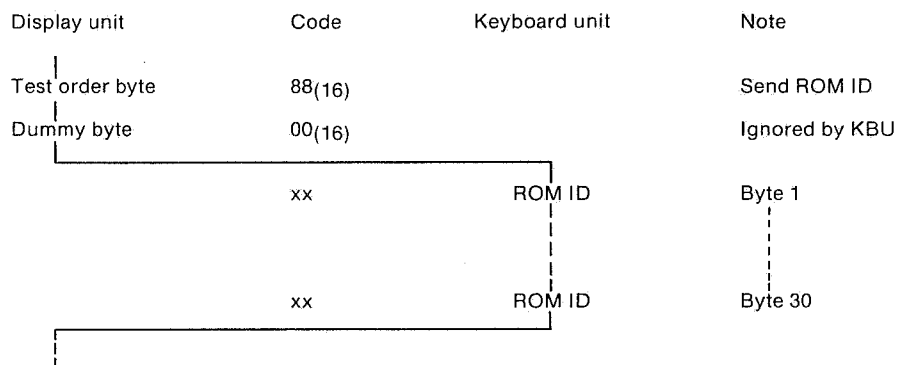 Display unit Code Keyboard unit Note
Test order byte 88(16) Send ROM ID
Dummy byte 00(16) Ignored by KBU
xx ROM ID Byte 1
xx ROM ID Byte 30